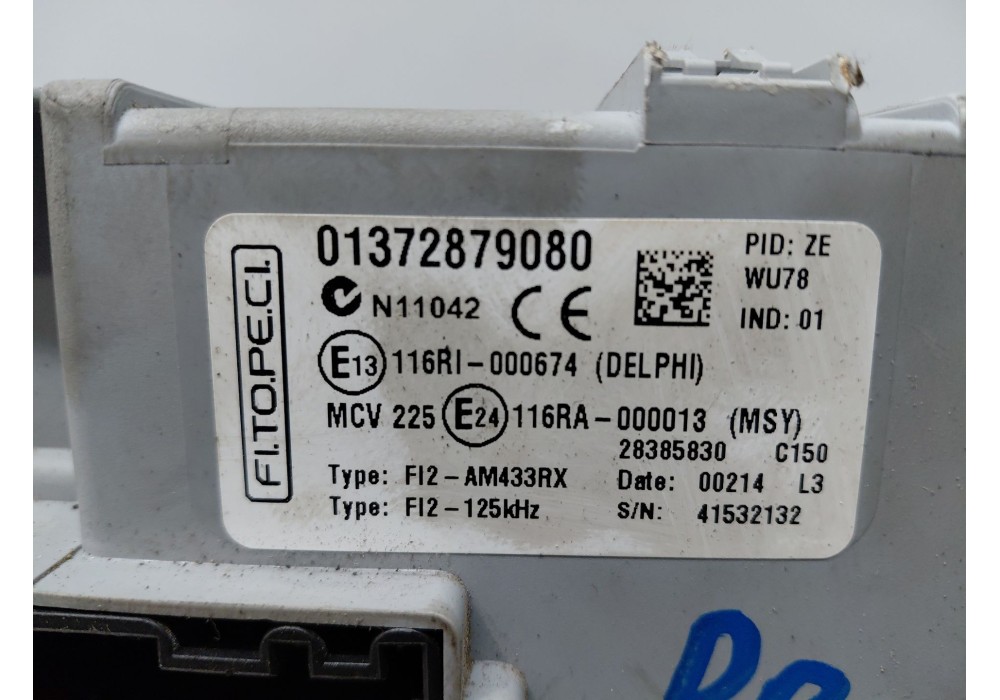 01372879080
PID: ZE
WU78
IND: 01
N11042 CE
FI.TO.PE.C.I.
E13 116RI-000674 (DELPHI)
MCV 225 E24 116RA-000013 (MSY)
28385830 C150
Type: FI2-AM433RX Date: 00214 L3
Type: FI2-125kHz S/N: 41532132